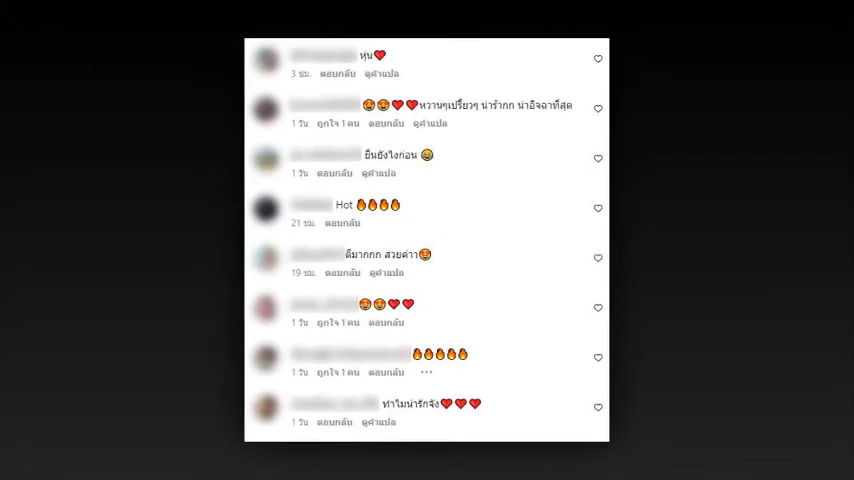 หุ่น❤️
3 ชม. ตอบกลับ ดูคำแปล
😍😍❤️❤️หวานๆเปรี้ยวๆ น่าร้ากก น่าอิจฉาที่สุด
1 วัน ถูกใจ 1 คน ตอบกลับ ดูคำแปล
ยืนยังไงก่อน 😂
1 วัน ตอบกลับ ดูคำแปล
Hot 🔥🔥🔥🔥
21 ชม. ตอบกลับ
ดีมากกก สวยค่าา😍
19 ชม. ตอบกลับ ดูคำแปล
😍😍❤️❤️
1 วัน ถูกใจ 1 คน ตอบกลับ
🔥🔥🔥🔥🔥
1 วัน ถูกใจ 1 คน ตอบกลับ •••
ทำไมน่ารักจัง❤️❤️❤️
1 วัน ตอบกลับ ดูคำแปล